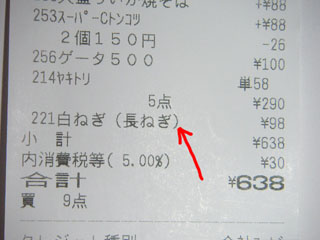 +¥88
253スーパーCトンコツ +¥88
2個150円 -26
256ゲータ500 ¥100
214ヤキトリ 単58
5点 ¥290
221白ねぎ(長ねぎ) ¥98
小 計 ¥638
内消費税等( 5.00%) ¥30
合計 ¥638
買 9点